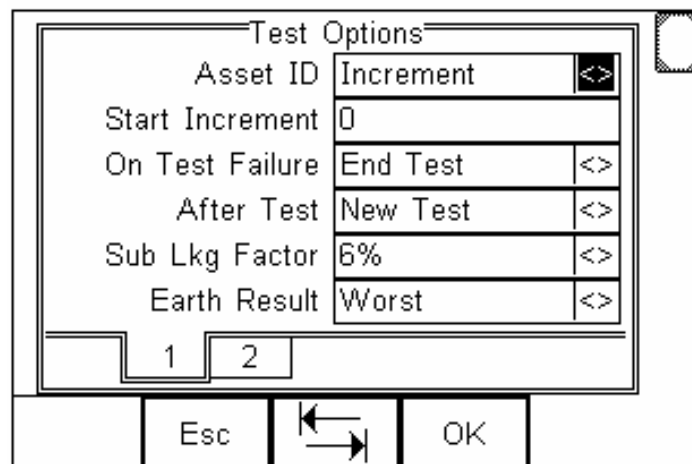 Test Options
Asset ID Increment <>
Start Increment 0
On Test Failure End Test <>
After Test New Test <>
Sub Lkg Factor 6% <>
Earth Result Worst <>
1 2
Esc OK